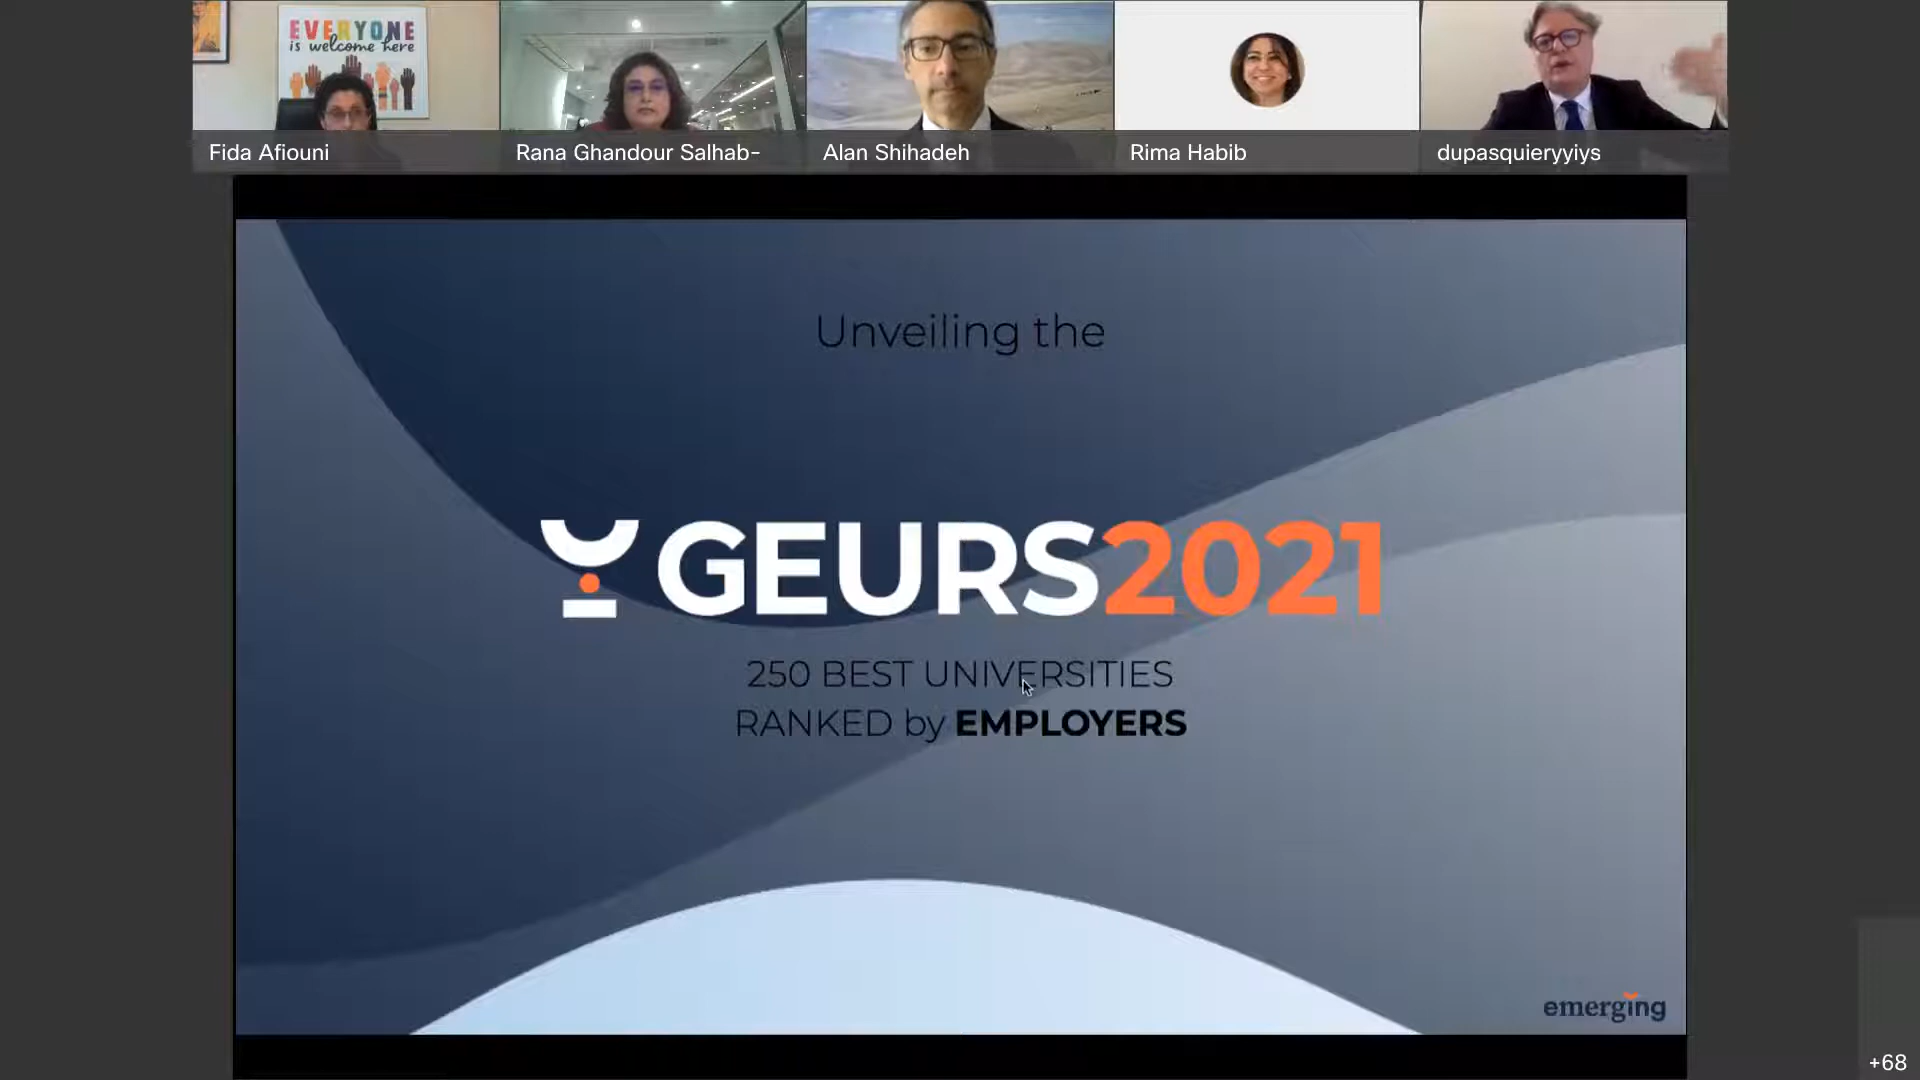 EVERYONE
is welcome here
Fida Afiouni
Rana Ghandour Salhab-
Alan Shihadeh
Rima Habib
dupasquieryyiys
Unveiling the
GEURS2021
250 BEST UNIVERSITIES
RANKED by EMPLOYERS
emerging
+68